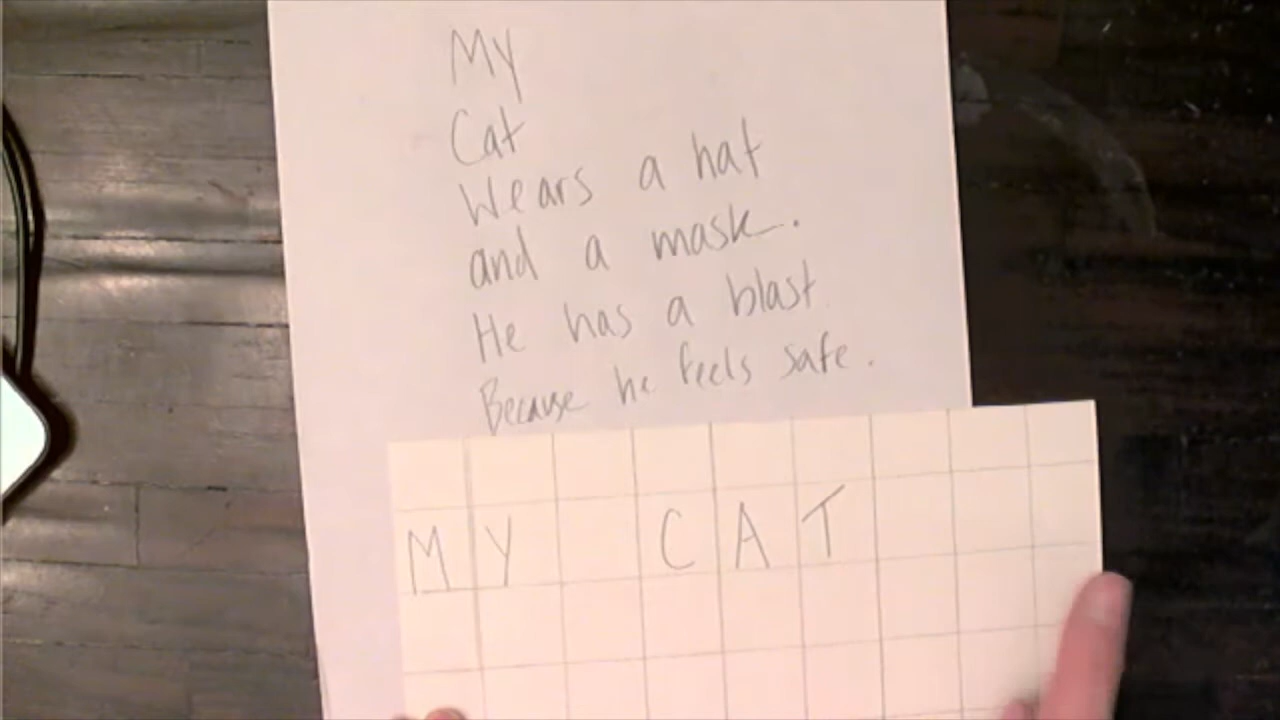 My
Cat
Wears a hat
and a mask.
He has a blast.
Because he feels safe.
MY CAT